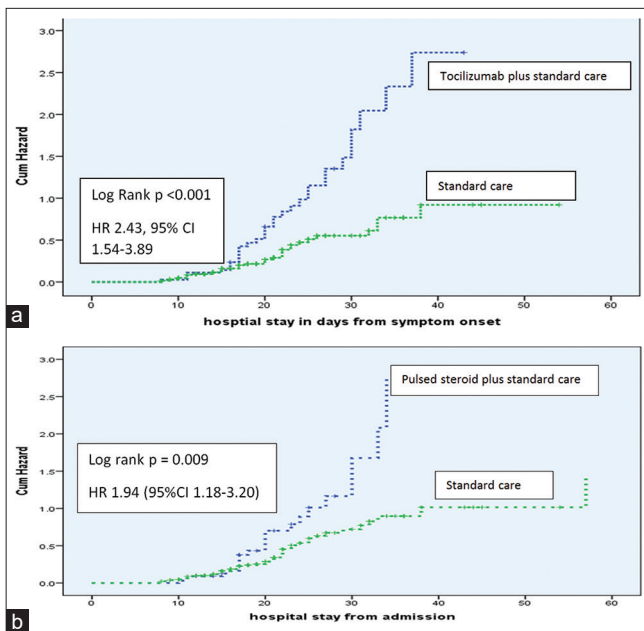 3.0
2.5
2.0
1.5
1.0
0.5
0.0
Cum Hazard
Tocilizumab plus standard care
Standard care
Log Rank p <0.001
HR 2.43, 95% CI
1.54-3.89
0 10 20 30 40 50 60
hosptial stay in days from symptom onset
a
3.0
2.5
2.0
1.5
1.0
0.5
0.0
Cum Hazard
Pulsed steroid plus standard care
Standard care
Log rank p = 0.009
HR 1.94 (95%CI 1.18-3.20)
0 10 20 30 40 50 60
hospital stay from admission
b